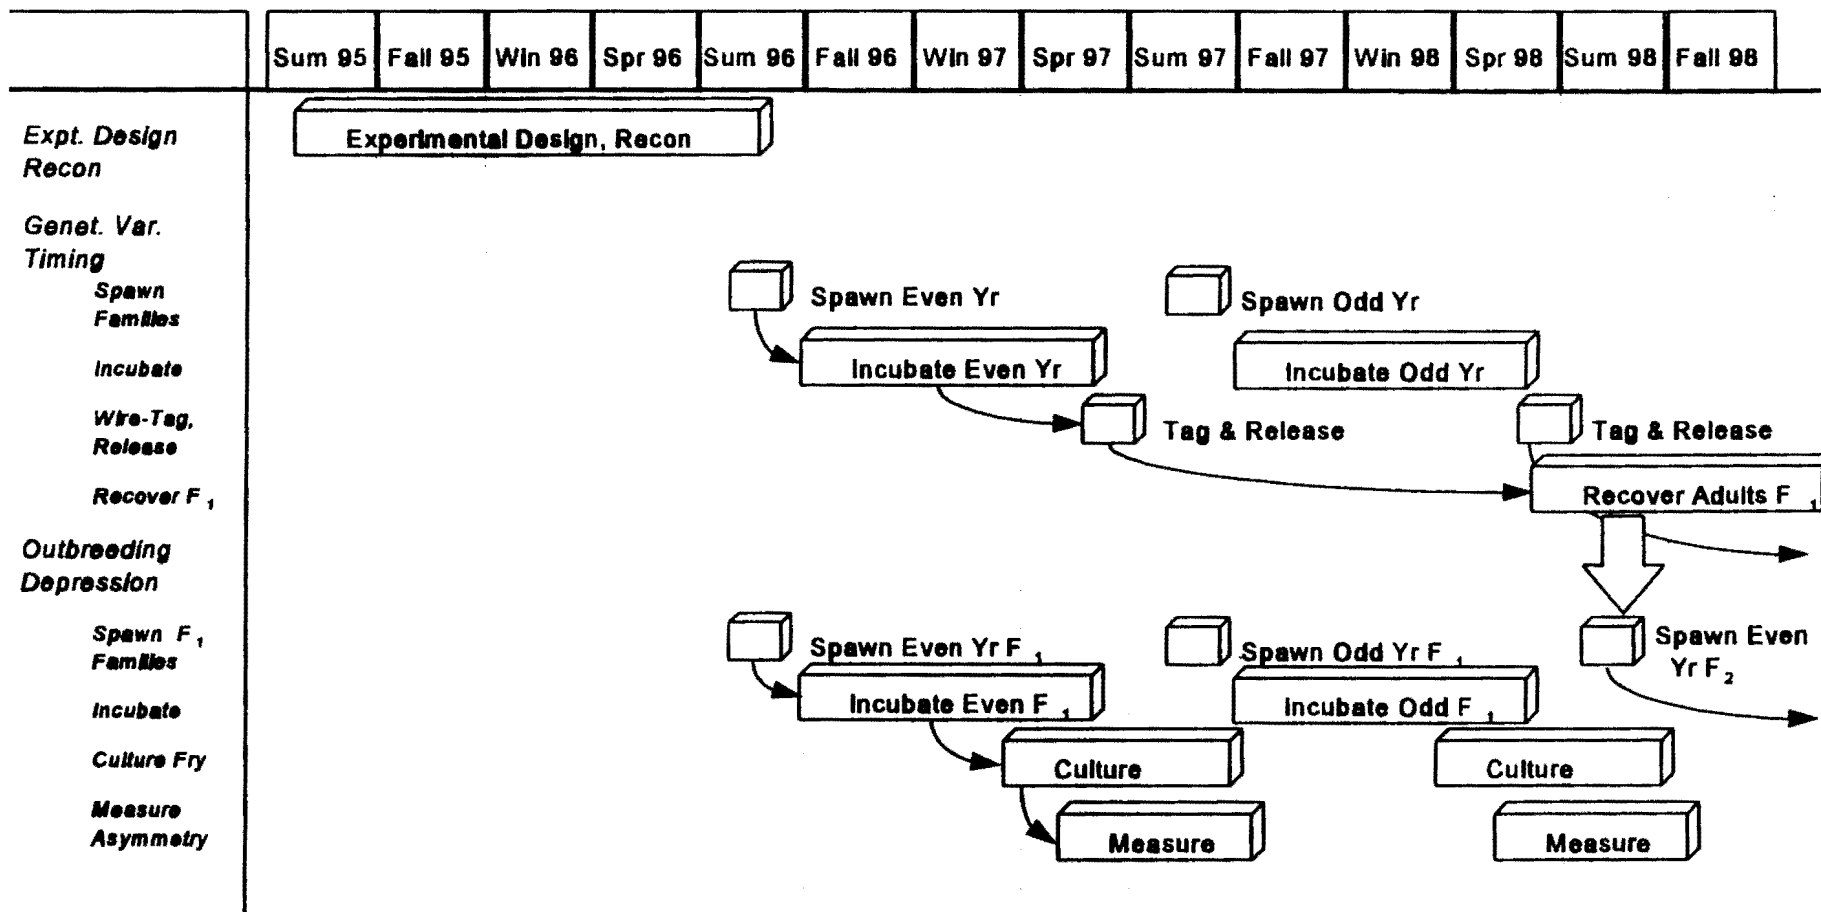 Sum 95 Fall 95 Win 96 Spr 96 Sum 96 Fall 96 Win 97 Spr 97 Sum 97 Fall 97 Win 98 Spr 98 Sum 98 Fall 98
Expt. Design
Recon
Experimental Design, Recon
Genet. Var.
Timing
Spawn
Families
Spawn Even Yr
Spawn Odd Yr
Incubate
Incubate Even Yr
Incubate Odd Yr
Wire-Tag,
Release
Tag & Release
Tag & Release
Recover F 1
Recover Adults F 1
Outbreeding
Depression
Spawn F 1
Families
Spawn Even Yr F 1
Spawn Odd Yr F 1
Spawn Even
Yr F 2
Incubate
Incubate Even F 1
Incubate Odd F 1
Culture Fry
Culture
Culture
Measure
Asymmetry
Measure
Measure